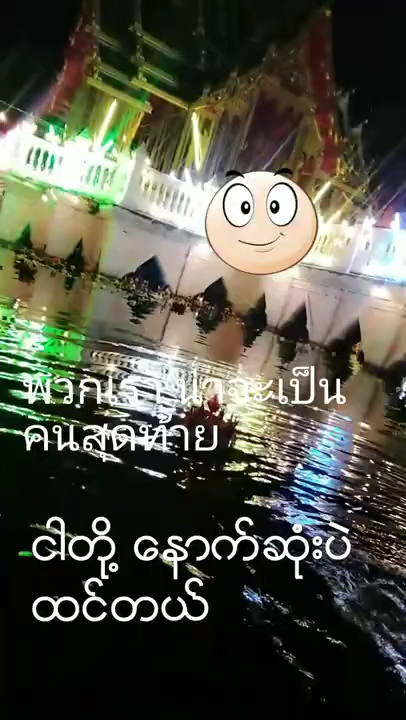 พวกเรา น่าจะเป็น
คนสุดท้าย
ငါတို့ နောက်ဆုံးပဲ
ထင်တယ်